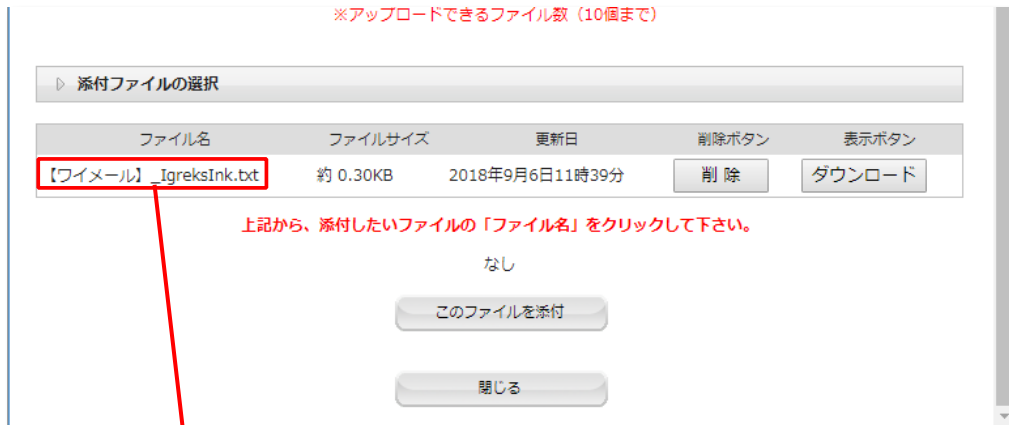 ※アップロードできるファイル数（10個まで）
添付ファイルの選択
ファイル名 ファイルサイズ 更新日 削除ボタン 表示ボタン
【ワイメール】_IgreksInk.txt 約 0.30KB 2018年9月6日11時39分 削 除 ダウンロード
上記から、添付したいファイルの「ファイル名」をクリックして下さい。
なし
このファイルを添付
閉じる